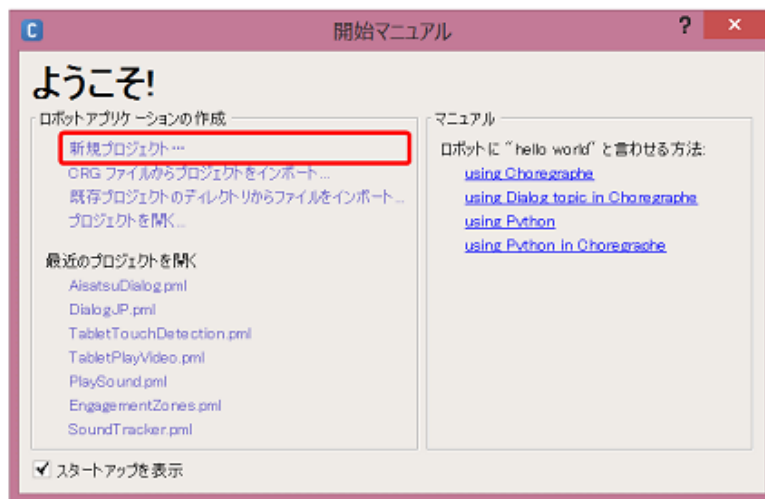 C
開始マニュアル
?
×
ようこそ!
ロボットアプリケーションの作成
新規プロジェクト…
CRG ファイルからプロジェクトをインポート...
既存プロジェクトのディレクトリからファイルをインポート...
プロジェクトを開く...
最近のプロジェクトを開く
AisatsuDialog.pml
DialogJP.pml
TabletTouchDetection.pml
TabletPlayVideo.pml
PlaySound.pml
EngagementZones.pml
SoundTracker.pml
マニュアル
ロボットに "hello world" と言わせる方法:
using Choregraphe
using Dialog topic in Choregraphe
using Python
using Python in Choregraphe
スタートアップを表示